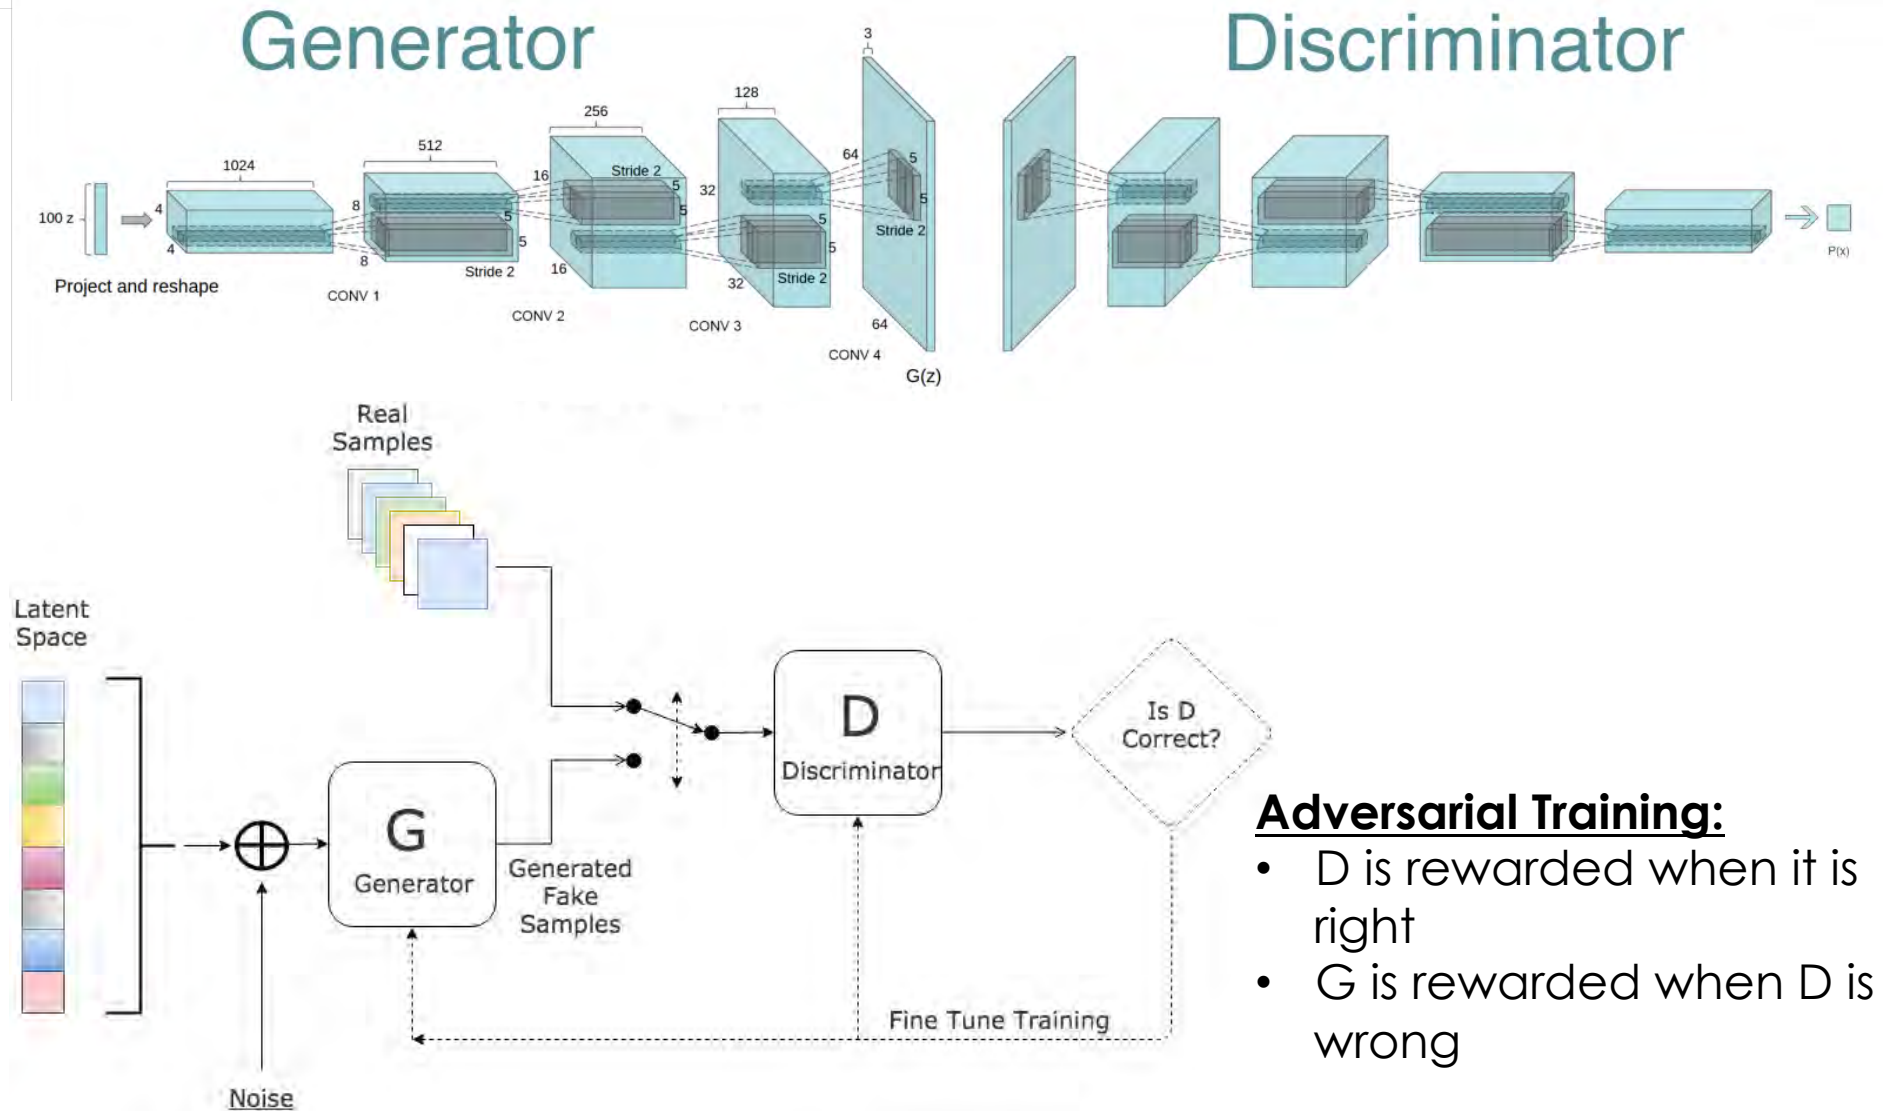 Generator
Discriminator
3
128
256
512
1024
100 z
4
4
8
8
16
16
32
32
64
64
5
5
5
5
5
5
5
5
Stride 2
Stride 2
Stride 2
Stride 2
Project and reshape
CONV 1
CONV 2
CONV 3
CONV 4
G(z)
P(x)
Real
Samples
Latent
Space
G
Generator
Generated
Fake
Samples
D
Discriminator
Is D
Correct?
Fine Tune Training
Noise
Adversarial Training:
• D is rewarded when it is
right
• G is rewarded when D is
wrong